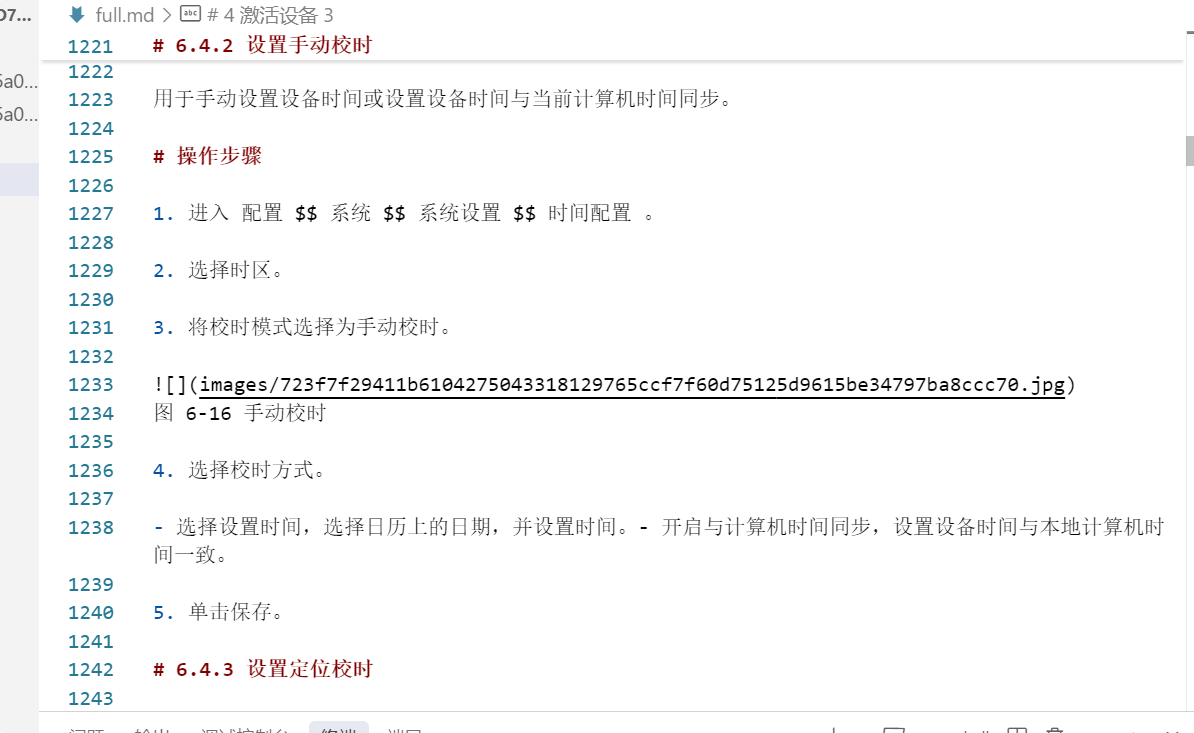 full.md > abc # 4 激活设备 3
1221 # 6.4.2 设置手动校时
5a0... 1222
1223 用于手动设置设备时间或设置设备时间与当前计算机时间同步。
5a0... 1224
1225 # 操作步骤
1226
1227 1. 进入 配置 $$ 系统 $$ 系统设置 $$ 时间配置 。
1228
1229 2. 选择时区。
1230
1231 3. 将校时模式选择为手动校时。
1232
1233 ![](images/723f7f29411b6104275043318129765ccf7f60d75125d9615be34797ba8ccc70.jpg)
1234 图 6-16 手动校时
1235
1236 4. 选择校时方式。
1237
1238 - 选择设置时间，选择日历上的日期，并设置时间。- 开启与计算机时间同步，设置设备时间与本地计算机时
间一致。
1239
1240 5. 单击保存。
1241
1242 # 6.4.3 设置定位校时
1243